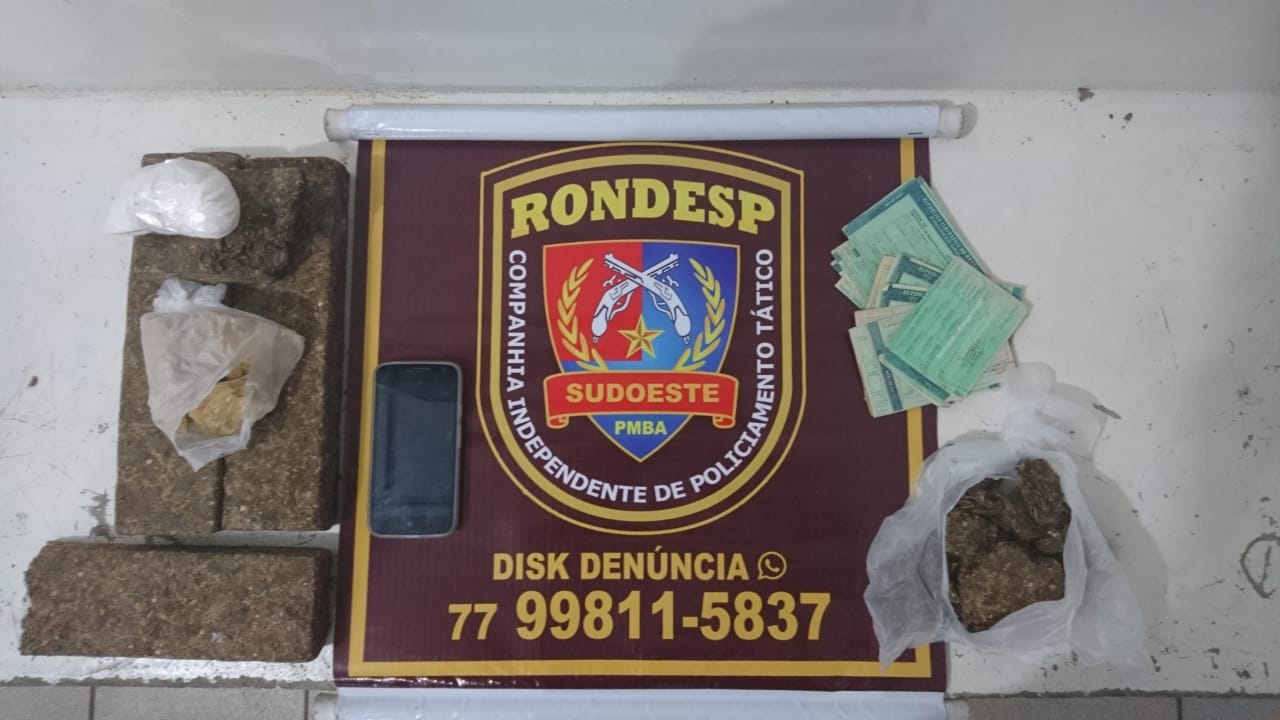 RONDESP
COMPANHIA INDEPENDENTE DE POLICIAMENTO TÁTICO
SUDOESTE
PMBA
DISK DENÚNCIA
77 99811-5837